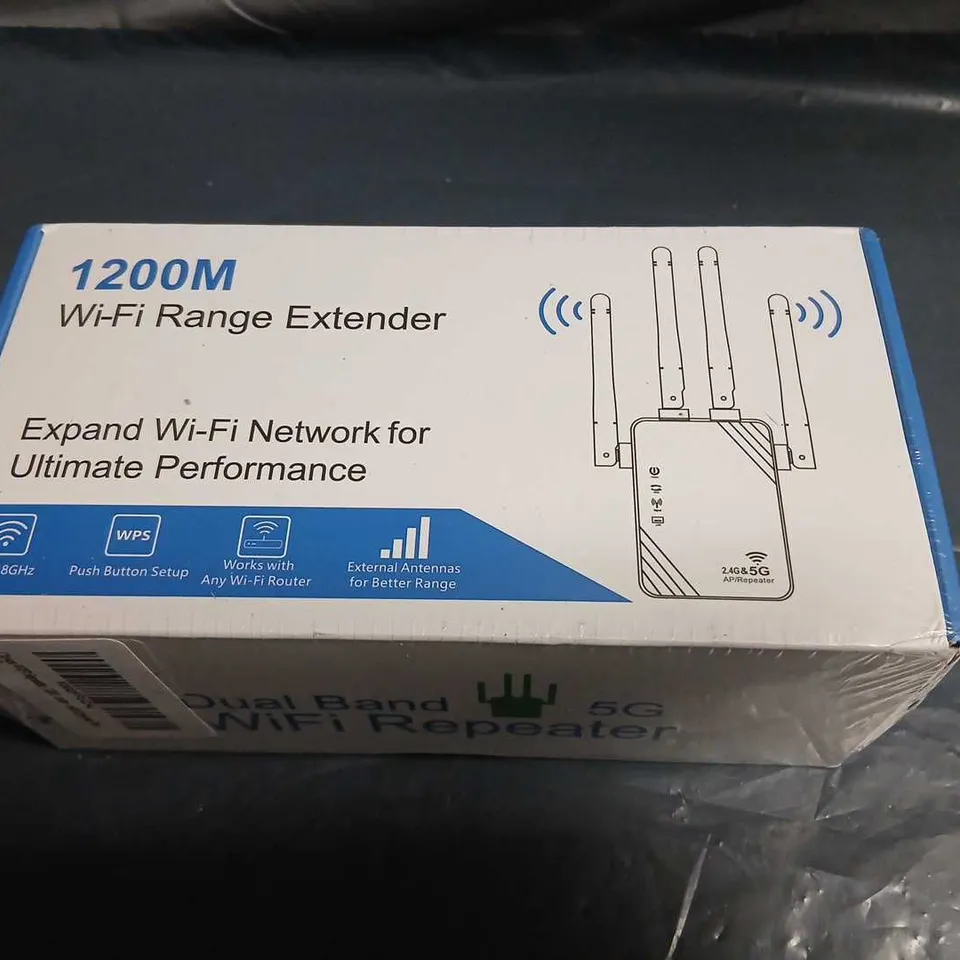 1200M
Wi-Fi Range Extender
Expand Wi-Fi Network for
Ultimate Performance
8GHz
WPS
Push Button Setup
Works with
Any Wi-Fi Router
External Antennas
for Better Range
2.4G&5G
AP/Repeater
Dual Band 5G
WiFi Repeater